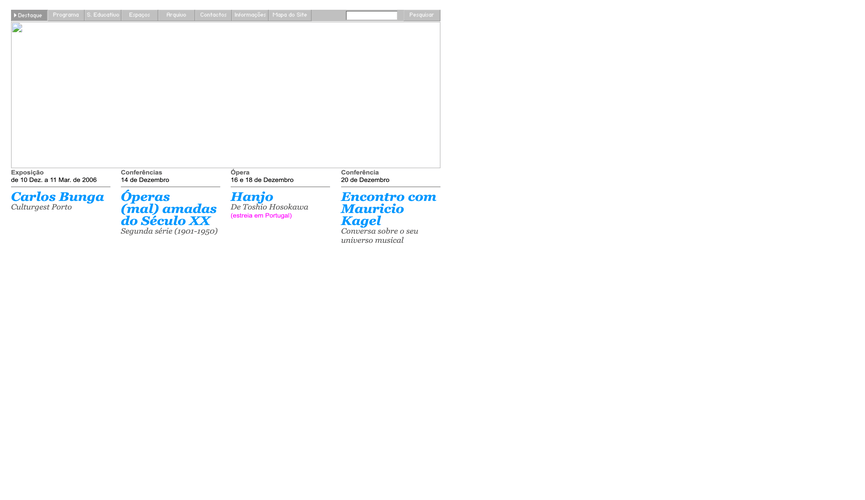 Destaque Programa S. Educativo Espaços Arquivo Contactos Informações Mapa do Site Pesquisar
Exposição
de 10 Dez. a 11 Mar. de 2006
Carlos Bunga
Culturgest Porto
Conferências
14 de Dezembro
Óperas
(mal) amadas
do Século XX
Segunda série (1901-1950)
Ópera
16 e 18 de Dezembro
Hanjo
De Toshio Hosokawa
(estreia em Portugal)
Conferência
20 de Dezembro
Encontro com
Mauricio
Kagel
Conversa sobre o seu
universo musical